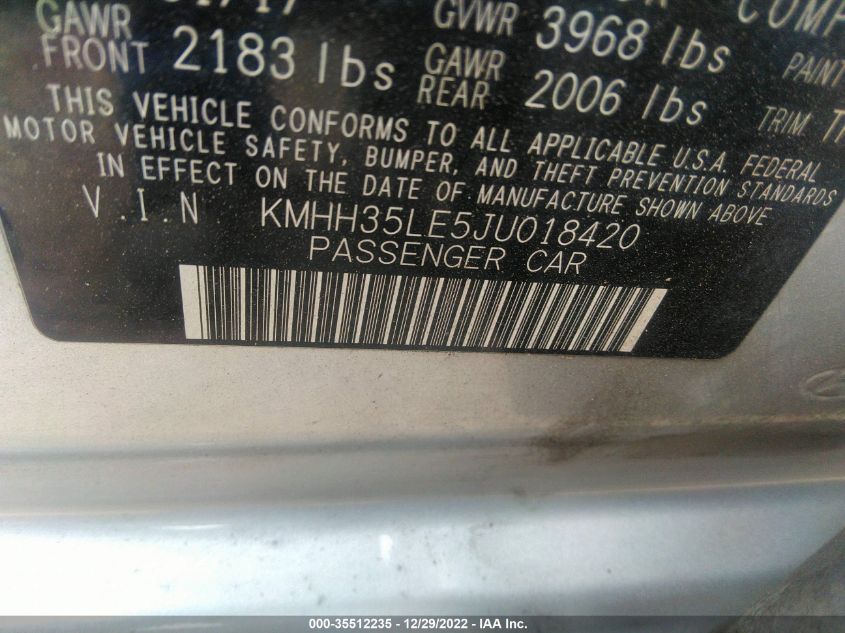 GAWR FRONT 2183 lbs
GVWR 3968 lbs
GAWR REAR 2006 lbs
PAINT
TRIM
THIS VEHICLE CONFORMS TO ALL APPLICABLE U.S.A. FEDERAL
MOTOR VEHICLE SAFETY, BUMPER, AND THEFT PREVENTION STANDARDS
IN EFFECT ON THE DATE OF MANUFACTURE SHOWN ABOVE
V.I.N KMHH35LE5JU018420
PASSENGER CAR
000-35512235 - 12/29/2022 - IAA Inc.